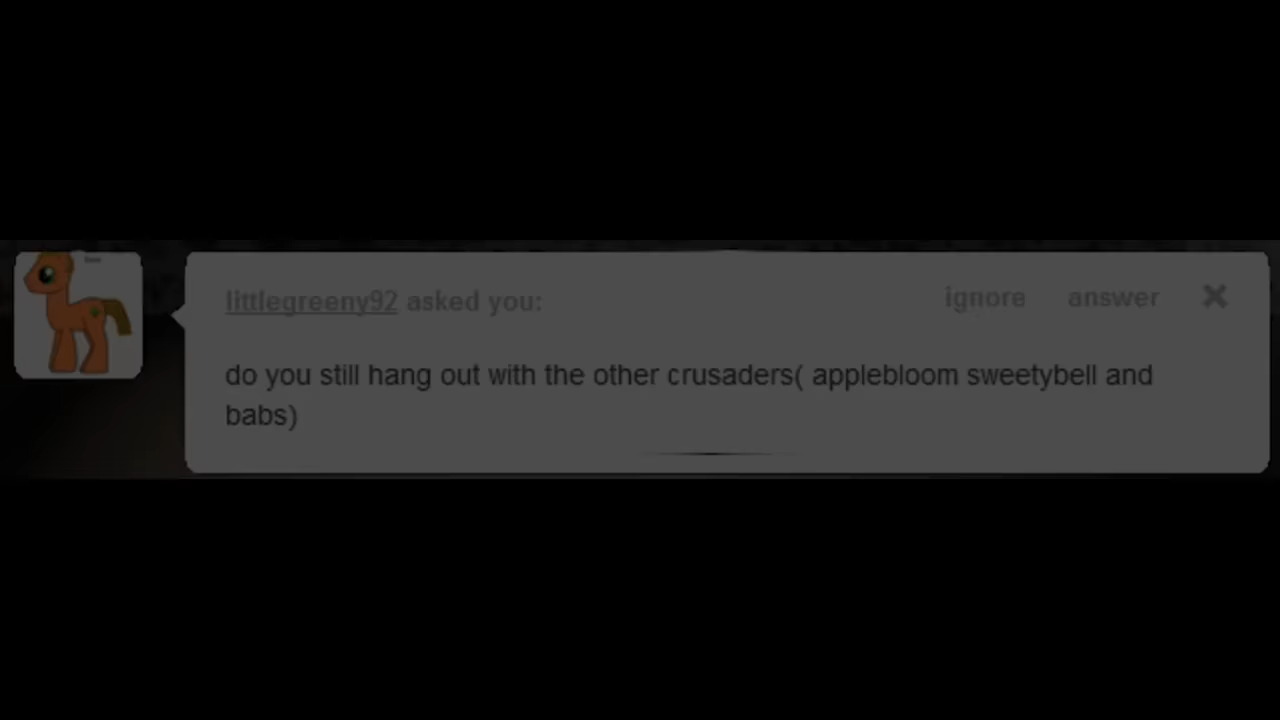 littlegreeny92 asked you:
ignore answer
do you still hang out with the other crusaders( applebloom sweetybell and
babs)